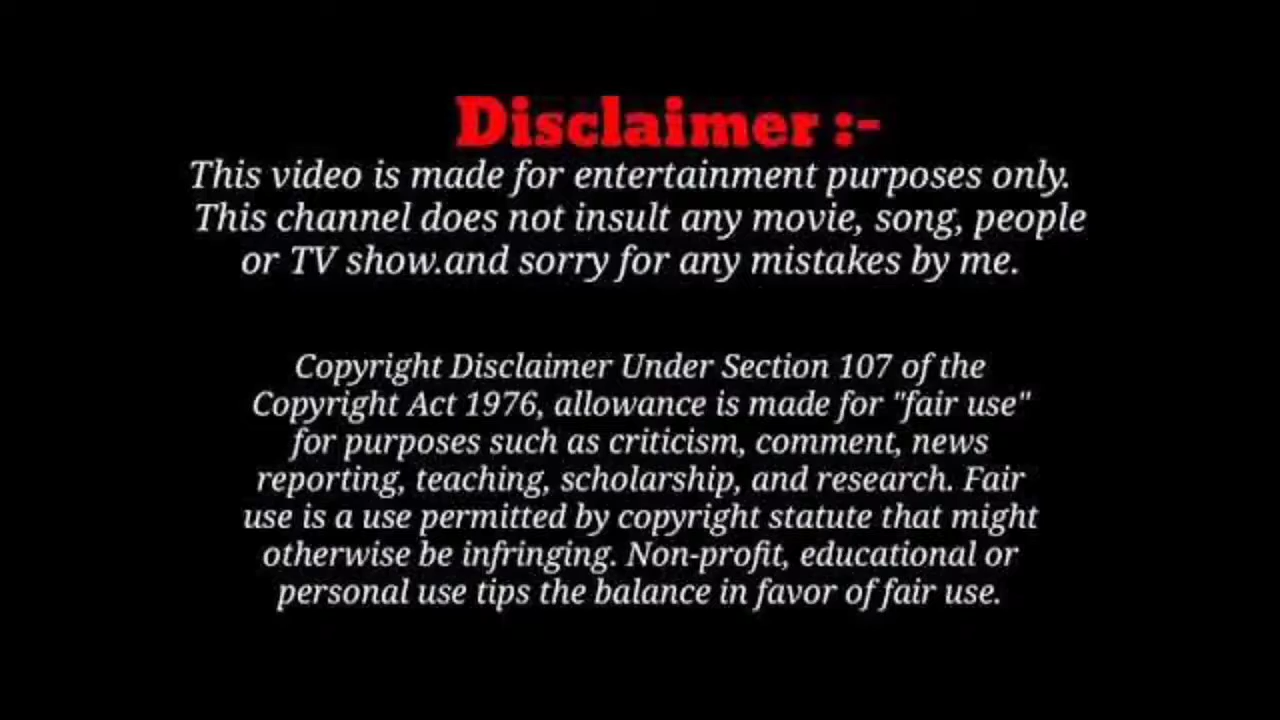 Disclaimer :-
This video is made for entertainment purposes only.
This channel does not insult any movie, song, people
or TV show.and sorry for any mistakes by me.
Copyright Disclaimer Under Section 107 of the
Copyright Act 1976, allowance is made for "fair use"
for purposes such as criticism, comment, news
reporting, teaching, scholarship, and research. Fair
use is a use permitted by copyright statute that might
otherwise be infringing. Non-profit, educational or
personal use tips the balance in favor of fair use.